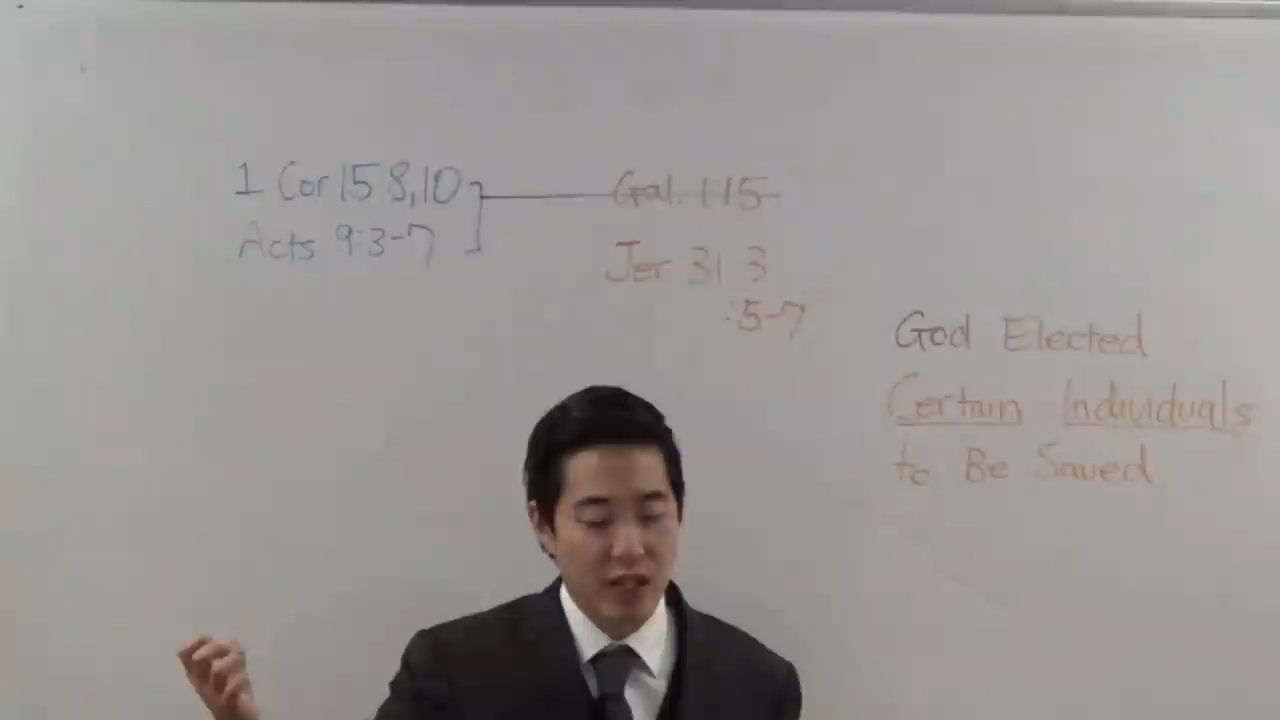 1 Cor 15 8,10
Acts 9:3-7
Gal. 1 15
Jer 31 3
:5-7
God Elected
Certain Individuals
to Be Saved